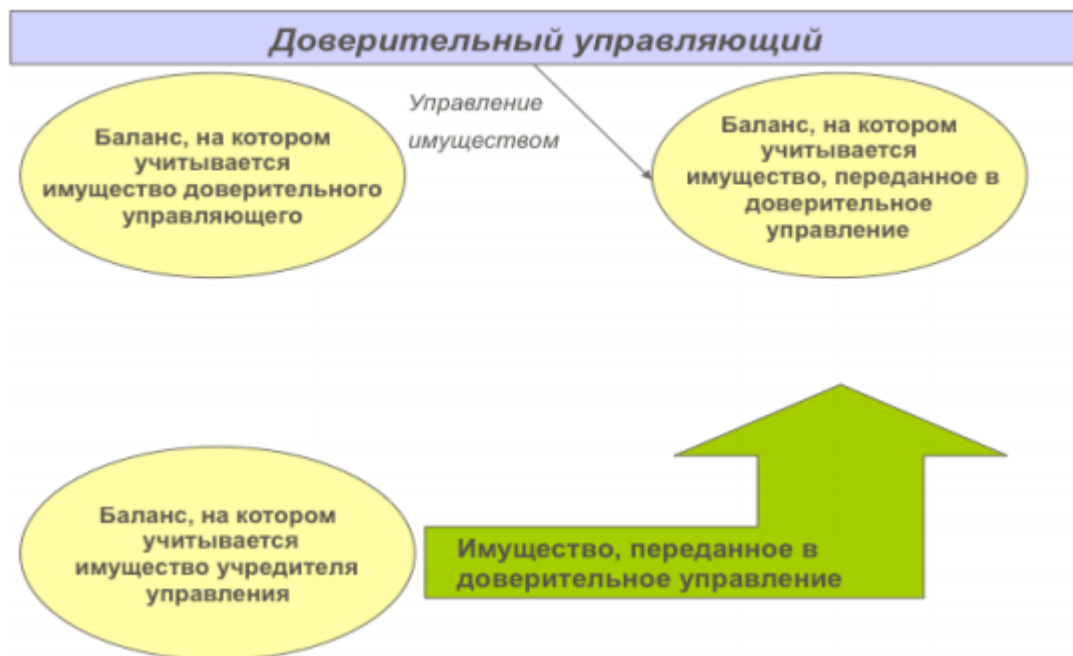 Доверительный управляющий
Баланс, на котором
учитывается
имущество доверительного
управляющего
Управление
имуществом
Баланс, на котором
учитывается
имущество, переданное в
доверительное
управление
Баланс, на котором
учитывается
имущество учредителя
управления
Имущество, переданное в
доверительное управление